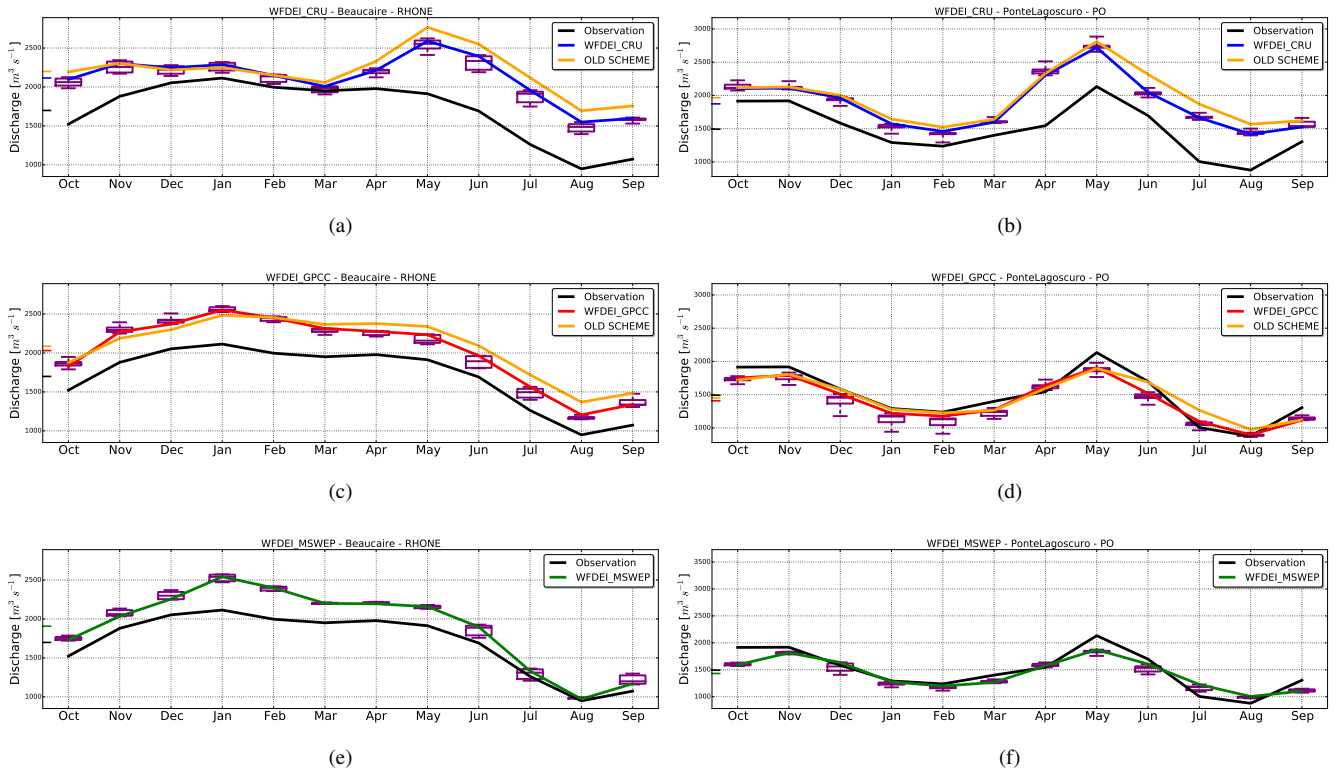 WFDEI_CRU - Beaucaire - RHONE
Discharge [m³ s⁻¹]
2500
2000
1500
1000
Observation
WFDEI_CRU
OLD SCHEME
Oct Nov Dec Jan Feb Mar Apr May Jun Jul Aug Sep
(a)
WFDEI_CRU - PonteLagoscuro - PO
Discharge [m³ s⁻¹]
3000
2500
2000
1500
1000
Observation
WFDEI_CRU
OLD SCHEME
Oct Nov Dec Jan Feb Mar Apr May Jun Jul Aug Sep
(b)
WFDEI_GPCC - Beaucaire - RHONE
Discharge [m³ s⁻¹]
2500
2000
1500
1000
Observation
WFDEI_GPCC
OLD SCHEME
Oct Nov Dec Jan Feb Mar Apr May Jun Jul Aug Sep
(c)
WFDEI_GPCC - PonteLagoscuro - PO
Discharge [m³ s⁻¹]
3000
2500
2000
1500
1000
Observation
WFDEI_GPCC
OLD SCHEME
Oct Nov Dec Jan Feb Mar Apr May Jun Jul Aug Sep
(d)
WFDEI_MSWEP - Beaucaire - RHONE
Discharge [m³ s⁻¹]
2500
2000
1500
1000
Observation
WFDEI_MSWEP
Oct Nov Dec Jan Feb Mar Apr May Jun Jul Aug Sep
(e)
WFDEI_MSWEP - PonteLagoscuro - PO
Discharge [m³ s⁻¹]
3500
3000
2500
2000
1500
1000
Observation
WFDEI_MSWEP
Oct Nov Dec Jan Feb Mar Apr May Jun Jul Aug Sep
(f)